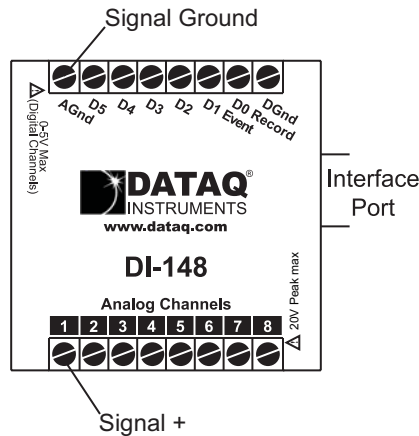 Signal Ground
AGnd D5 D4 D3 D2 D1 Event D0 Record DGnd
0-5V Max
(Digital Channels)
DATAQ®
INSTRUMENTS
www.dataq.com
Interface
Port
DI-148
Analog Channels
20V Peak max
1 2 3 4 5 6 7 8
Signal +